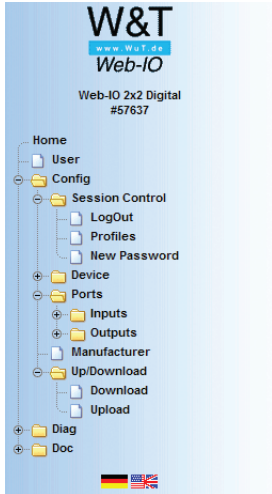 W&T
www.WuT.de
Web-IO
Web-IO 2x2 Digital
#57637
Home
User
Config
Session Control
LogOut
Profiles
New Password
Device
Ports
Inputs
Outputs
Manufacturer
Up/Download
Download
Upload
Diag
Doc